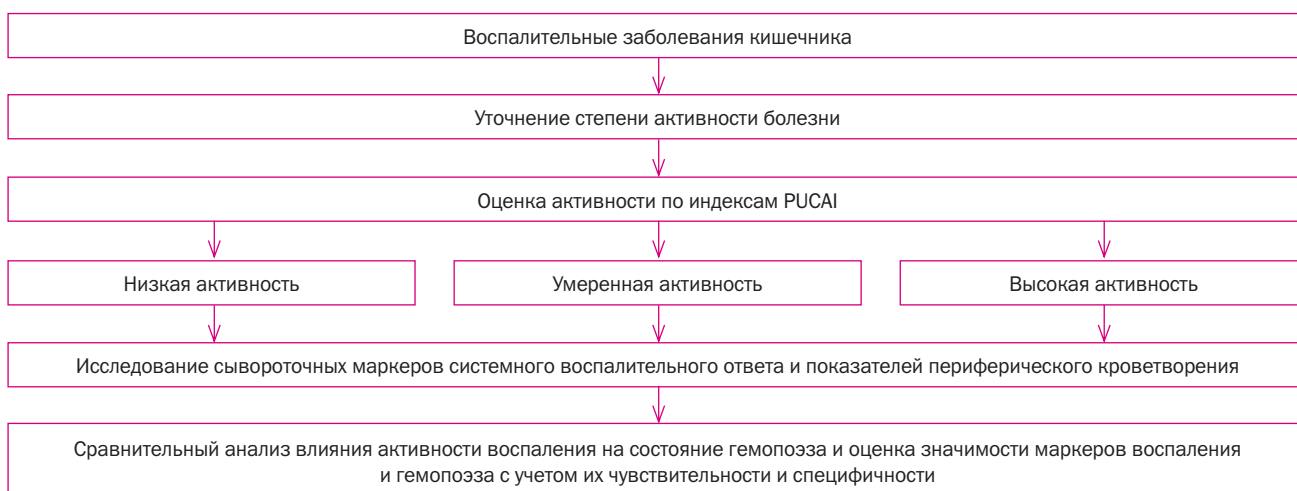 Воспалительные заболевания кишечника
Уточнение степени активности болезни
Оценка активности по индексам PUCAI
Низкая активность
Умеренная активность
Высокая активность
Исследование сывороточных маркеров системного воспалительного ответа и показателей периферического кроветворения
Сравнительный анализ влияния активности воспаления на состояние гемопоэза и оценка значимости маркеров воспаления
и гемопоэза с учетом их чувствительности и специфичности